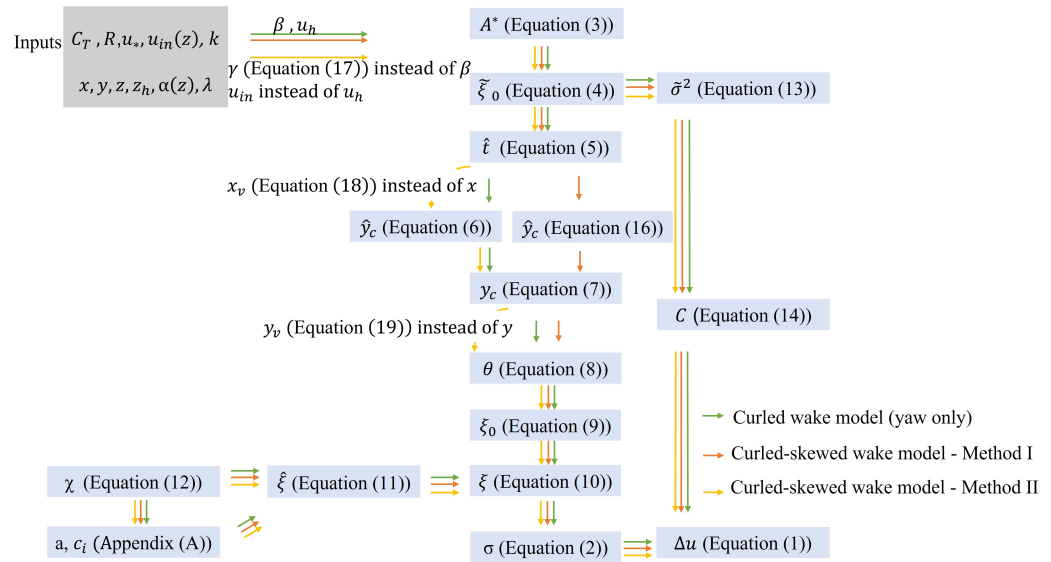 Inputs
C_T , R,u_*, u_in(z), k
x, y, z, z_h, α(z), λ
β , u_h
γ (Equation (17)) instead of β
u_in instead of u_h
A* (Equation (3))
ξ̃_0 (Equation (4))
σ̃² (Equation (13))
t̂ (Equation (5))
x_v (Equation (18)) instead of x
ŷ_c (Equation (6))
ŷ_c (Equation (16))
y_c (Equation (7))
C (Equation (14))
y_v (Equation (19)) instead of y
θ (Equation (8))
ξ_0 (Equation (9))
χ (Equation (12))
ξ̂ (Equation (11))
ξ (Equation (10))
a, c_i (Appendix (A))
σ (Equation (2))
Δu (Equation (1))
Curled wake model (yaw only)
Curled-skewed wake model - Method I
Curled-skewed wake model - Method II